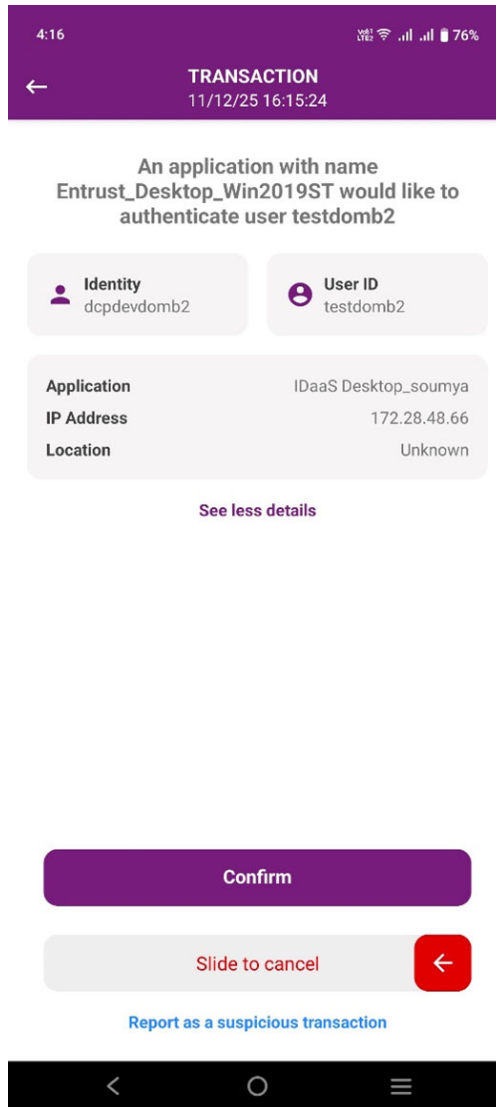 4:16
Vo1 LTE2 76%
TRANSACTION
11/12/25 16:15:24
An application with name
Entrust_Desktop_Win2019ST would like to
authenticate user testdomb2
Identity
dcpdevdomb2
User ID
testdomb2
Application IDaaS Desktop_soumya
IP Address 172.28.48.66
Location Unknown
See less details
Confirm
Slide to cancel
Report as a suspicious transaction